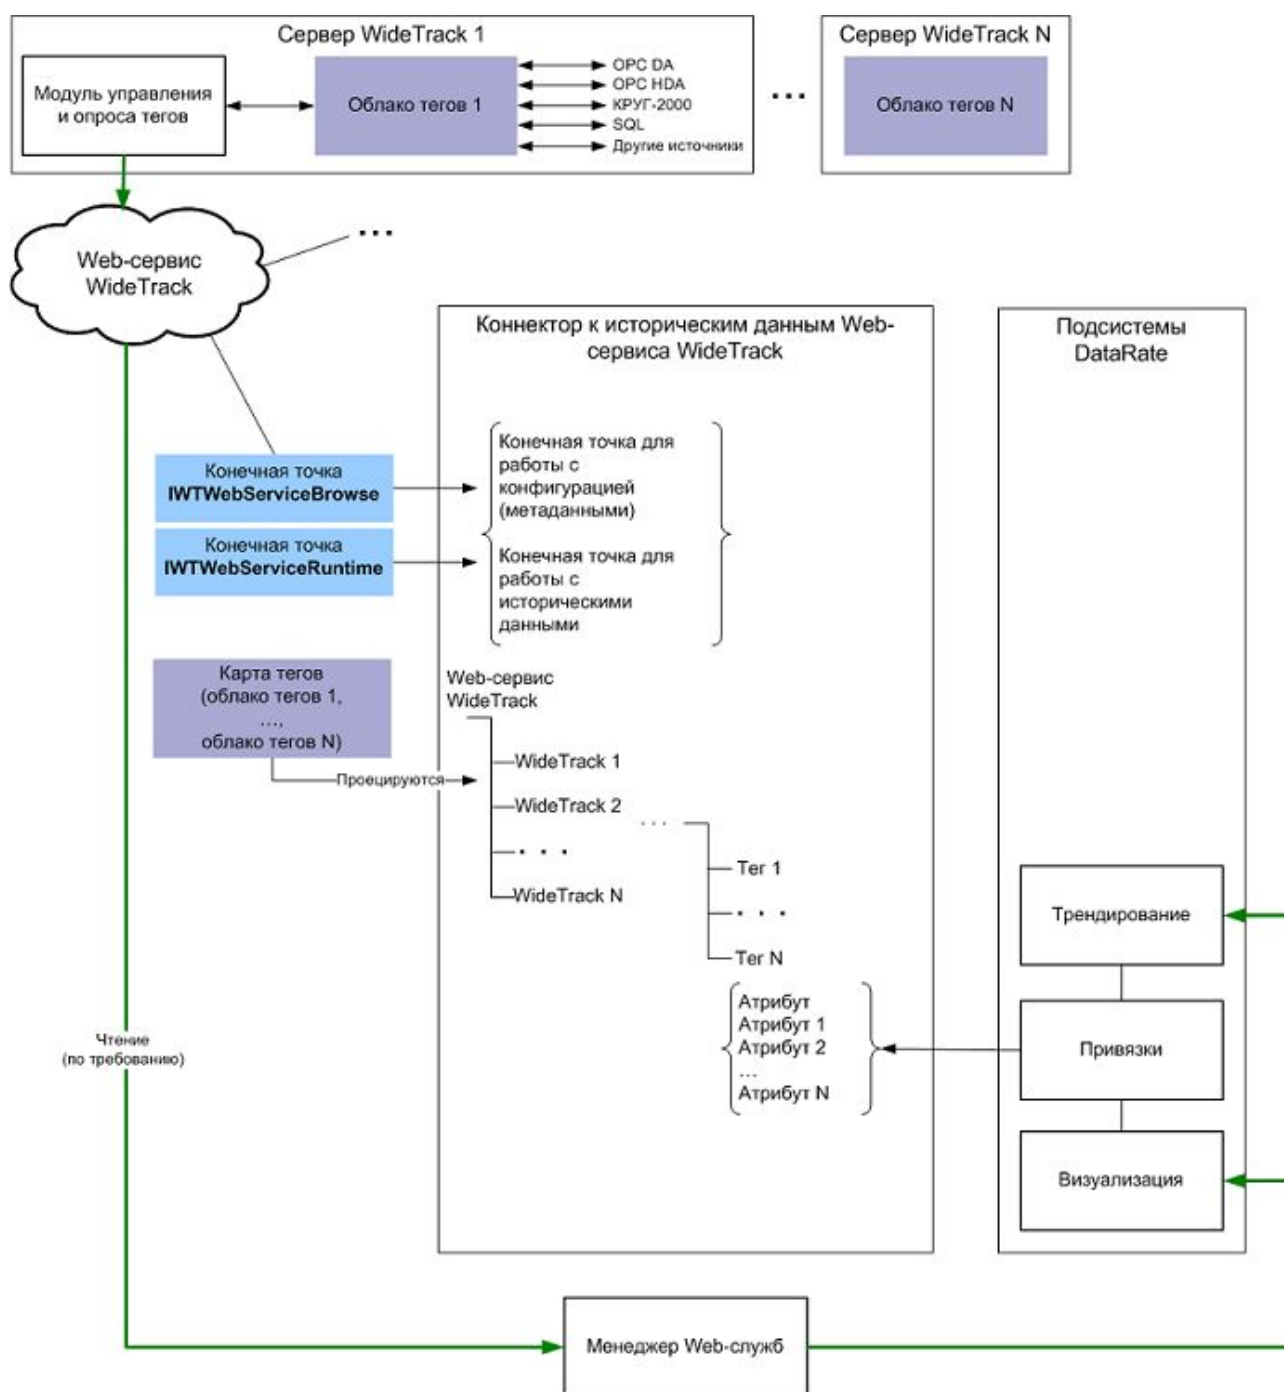 Сервер WideTrack 1
Модуль управления
и опроса тегов
Облако тегов 1
OPC DA
OPC HDA
КРУГ-2000
SQL
Другие источники
...
Сервер WideTrack N
Облако тегов N
Web-сервис
WideTrack
...
Коннектор к историческим данным Web-
сервиса WideTrack
Подсистемы
DataRate
Конечная точка
IWTWebServiceBrowse
Конечная точка
IWTWebServiceRuntime
Конечная точка для
работы с
конфигурацией
(метаданными)
Конечная точка для
работы с
историческими
данными
Карта тегов
(облако тегов 1,
...,
облако тегов N)
Проецируются
Web-сервис
WideTrack
WideTrack 1
WideTrack 2
. . .
WideTrack N
...
Тег 1
. . .
Тег N
Атрибут
Атрибут 1
Атрибут 2
...
Атрибут N
Трендирование
Привязки
Визуализация
Чтение
(по требованию)
Менеджер Web-служб